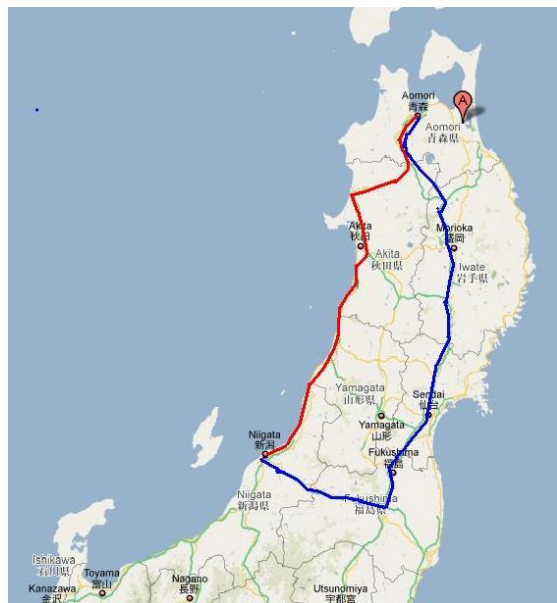 Aomori
青森
A
Aomori
青森県
Akita
秋田
Akita
秋田県
Morioka
盛岡
Iwate
岩手県
Yamagata
山形県
Sendai
仙台
Yamagata
山形
Niigata
新潟
Fukushima
福島
Niigata
新潟県
Fukushima
福島県
Ishikawa
石川県
Toyama
富山
Kanazawa
金沢
Nagano
長野
Utsunomiya
宇都宮